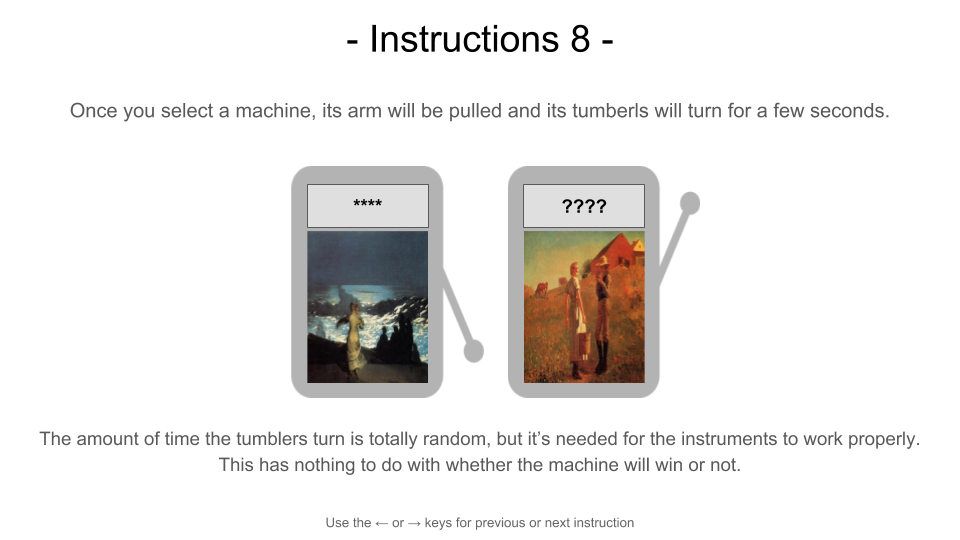 - Instructions 8 -
Once you select a machine, its arm will be pulled and its tumberls will turn for a few seconds.
****
????
The amount of time the tumblers turn is totally random, but it’s needed for the instruments to work properly.
This has nothing to do with whether the machine will win or not.
Use the ← or → keys for previous or next instruction